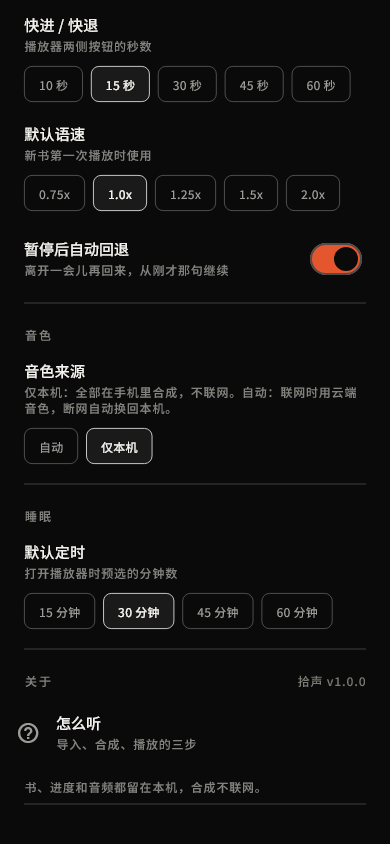 快进 / 快退
播放器两侧按钮的秒数
10 秒
15 秒
30 秒
45 秒
60 秒
默认语速
新书第一次播放时使用
0.75x
1.0x
1.25x
1.5x
2.0x
暂停后自动回退
离开一会儿再回来，从刚才那句继续
音色
音色来源
仅本机：全部在手机里合成，不联网。自动：联网时用云端
音色，断网自动换回本机。
自动
仅本机
睡眠
默认定时
打开播放器时预选的分钟数
15 分钟
30 分钟
45 分钟
60 分钟
关于
拾声 v1.0.0
怎么听
导入、合成、播放的三步
书、进度和音频都留在本机，合成不联网。